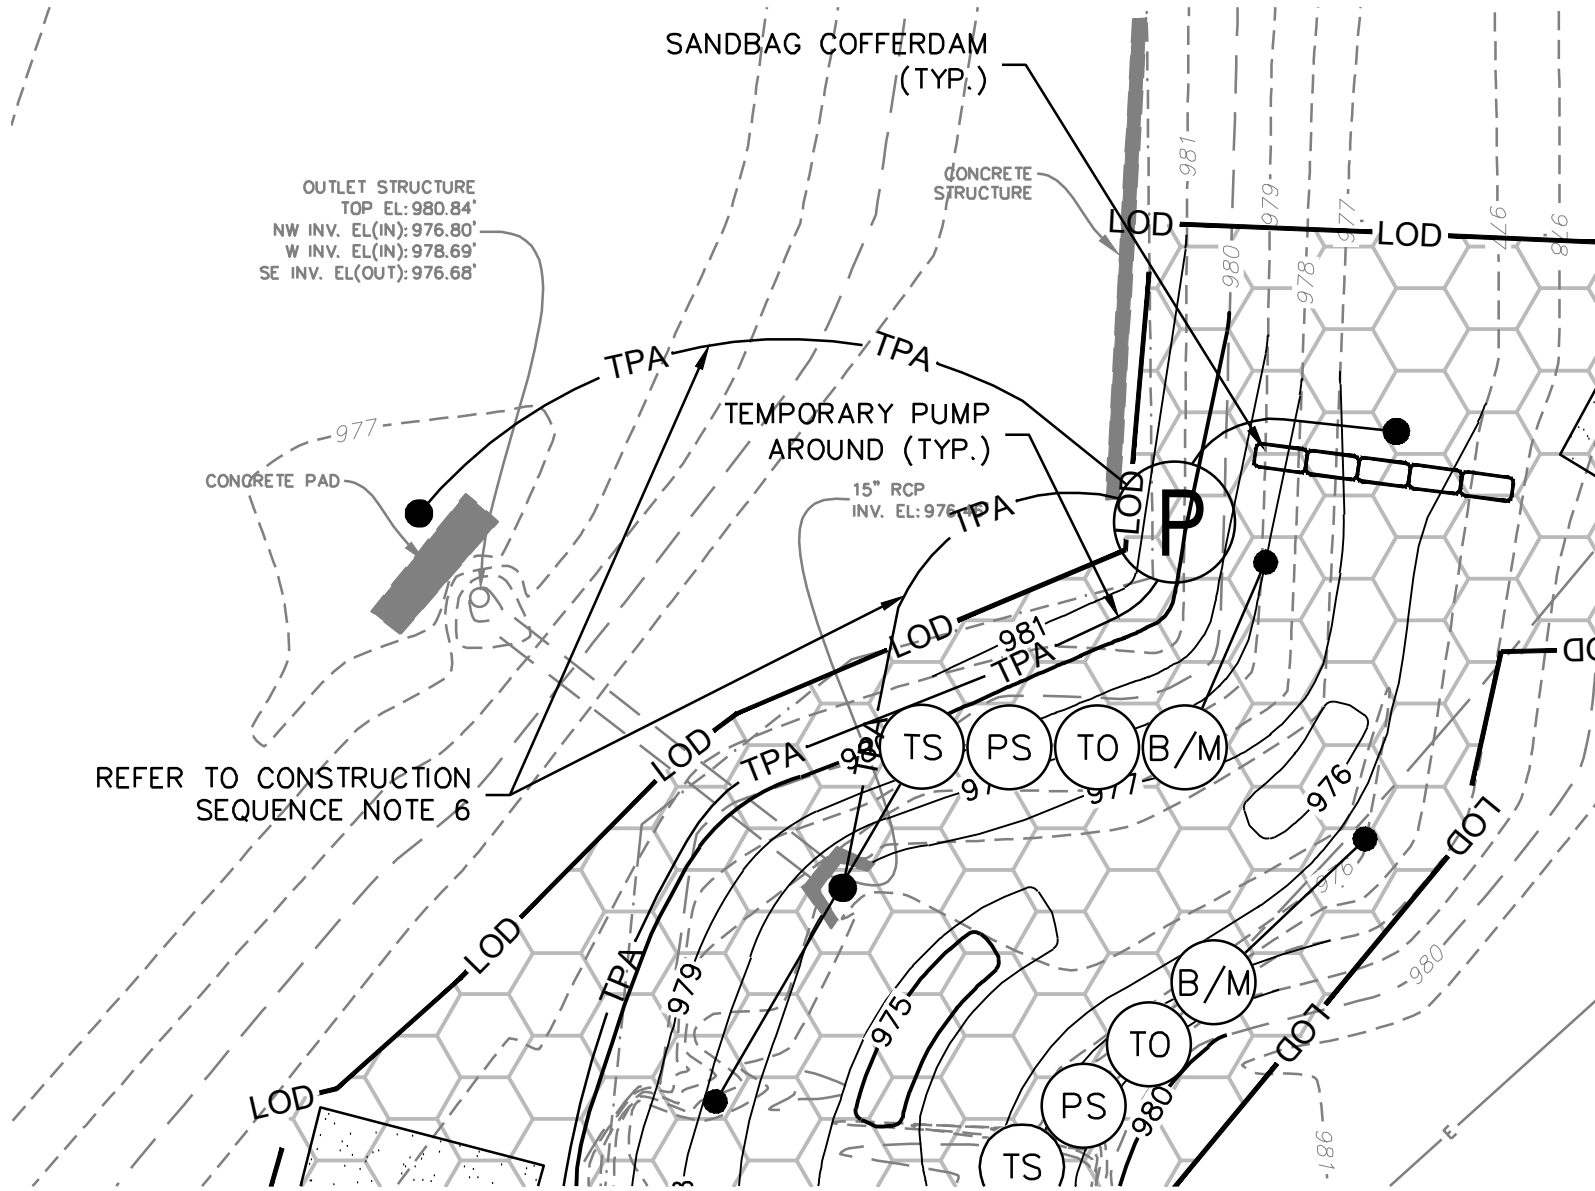 SANDBAG COFFERDAM
(TYP.)
CONCRETE
STRUCTURE
OUTLET STRUCTURE
TOP EL: 980.84'
NW INV. EL(IN): 976.80'
W INV. EL(IN): 978.69'
SE INV. EL(OUT): 976.68'
981
979
977
977
978
LOD
LOD
980
978
TPA
TPA
TEMPORARY PUMP
AROUND (TYP.)
977
CONCRETE PAD
15" RCP
INV. EL: 976.
TPA
LOD
P
LOD
981
TPA
LOD
TPA
TS
PS
TO
B/M
977
976
REFER TO CONSTRUCTION
SEQUENCE NOTE 6
LOD
976
LOD
TPA
979
975
980
B/M
TO
LOD
LOD
PS
980
TS
981
E